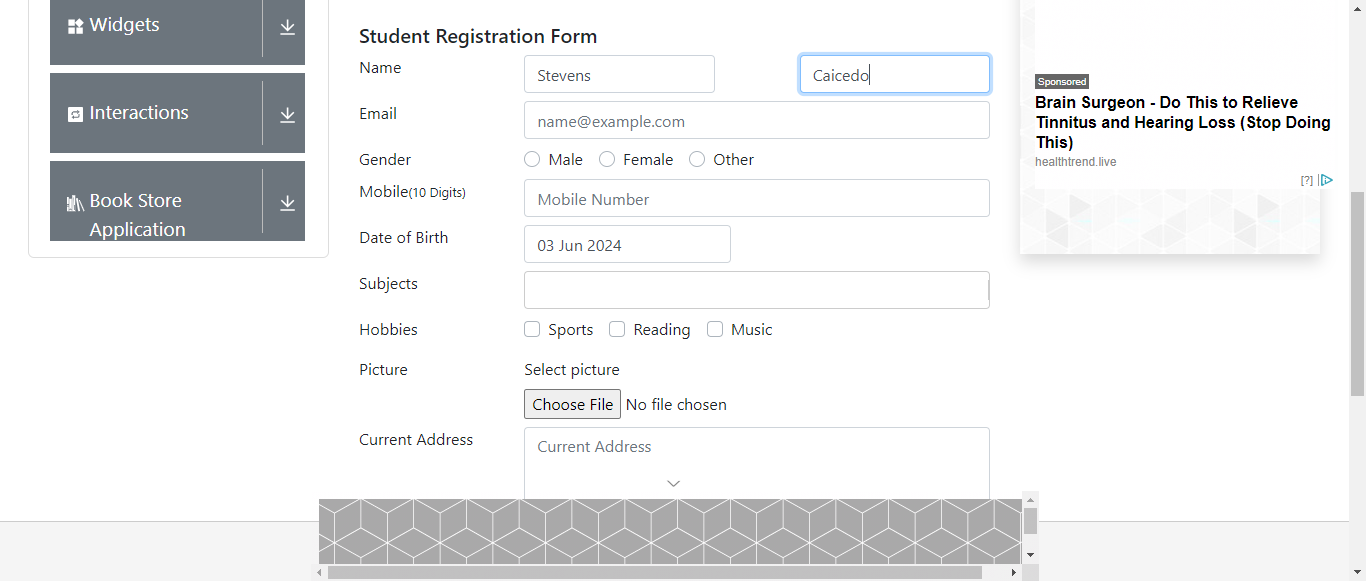 Widgets
Interactions
Book Store
Application
Student Registration Form
Name
Stevens
Caicedo
Email
name@example.com
Gender
Male
Female
Other
Mobile(10 Digits)
Mobile Number
Date of Birth
03 Jun 2024
Subjects
Hobbies
Sports
Reading
Music
Picture
Select picture
Choose File
No file chosen
Current Address
Current Address
Sponsored
Brain Surgeon - Do This to Relieve
Tinnitus and Hearing Loss (Stop Doing
This)
healthtrend.live
[?]